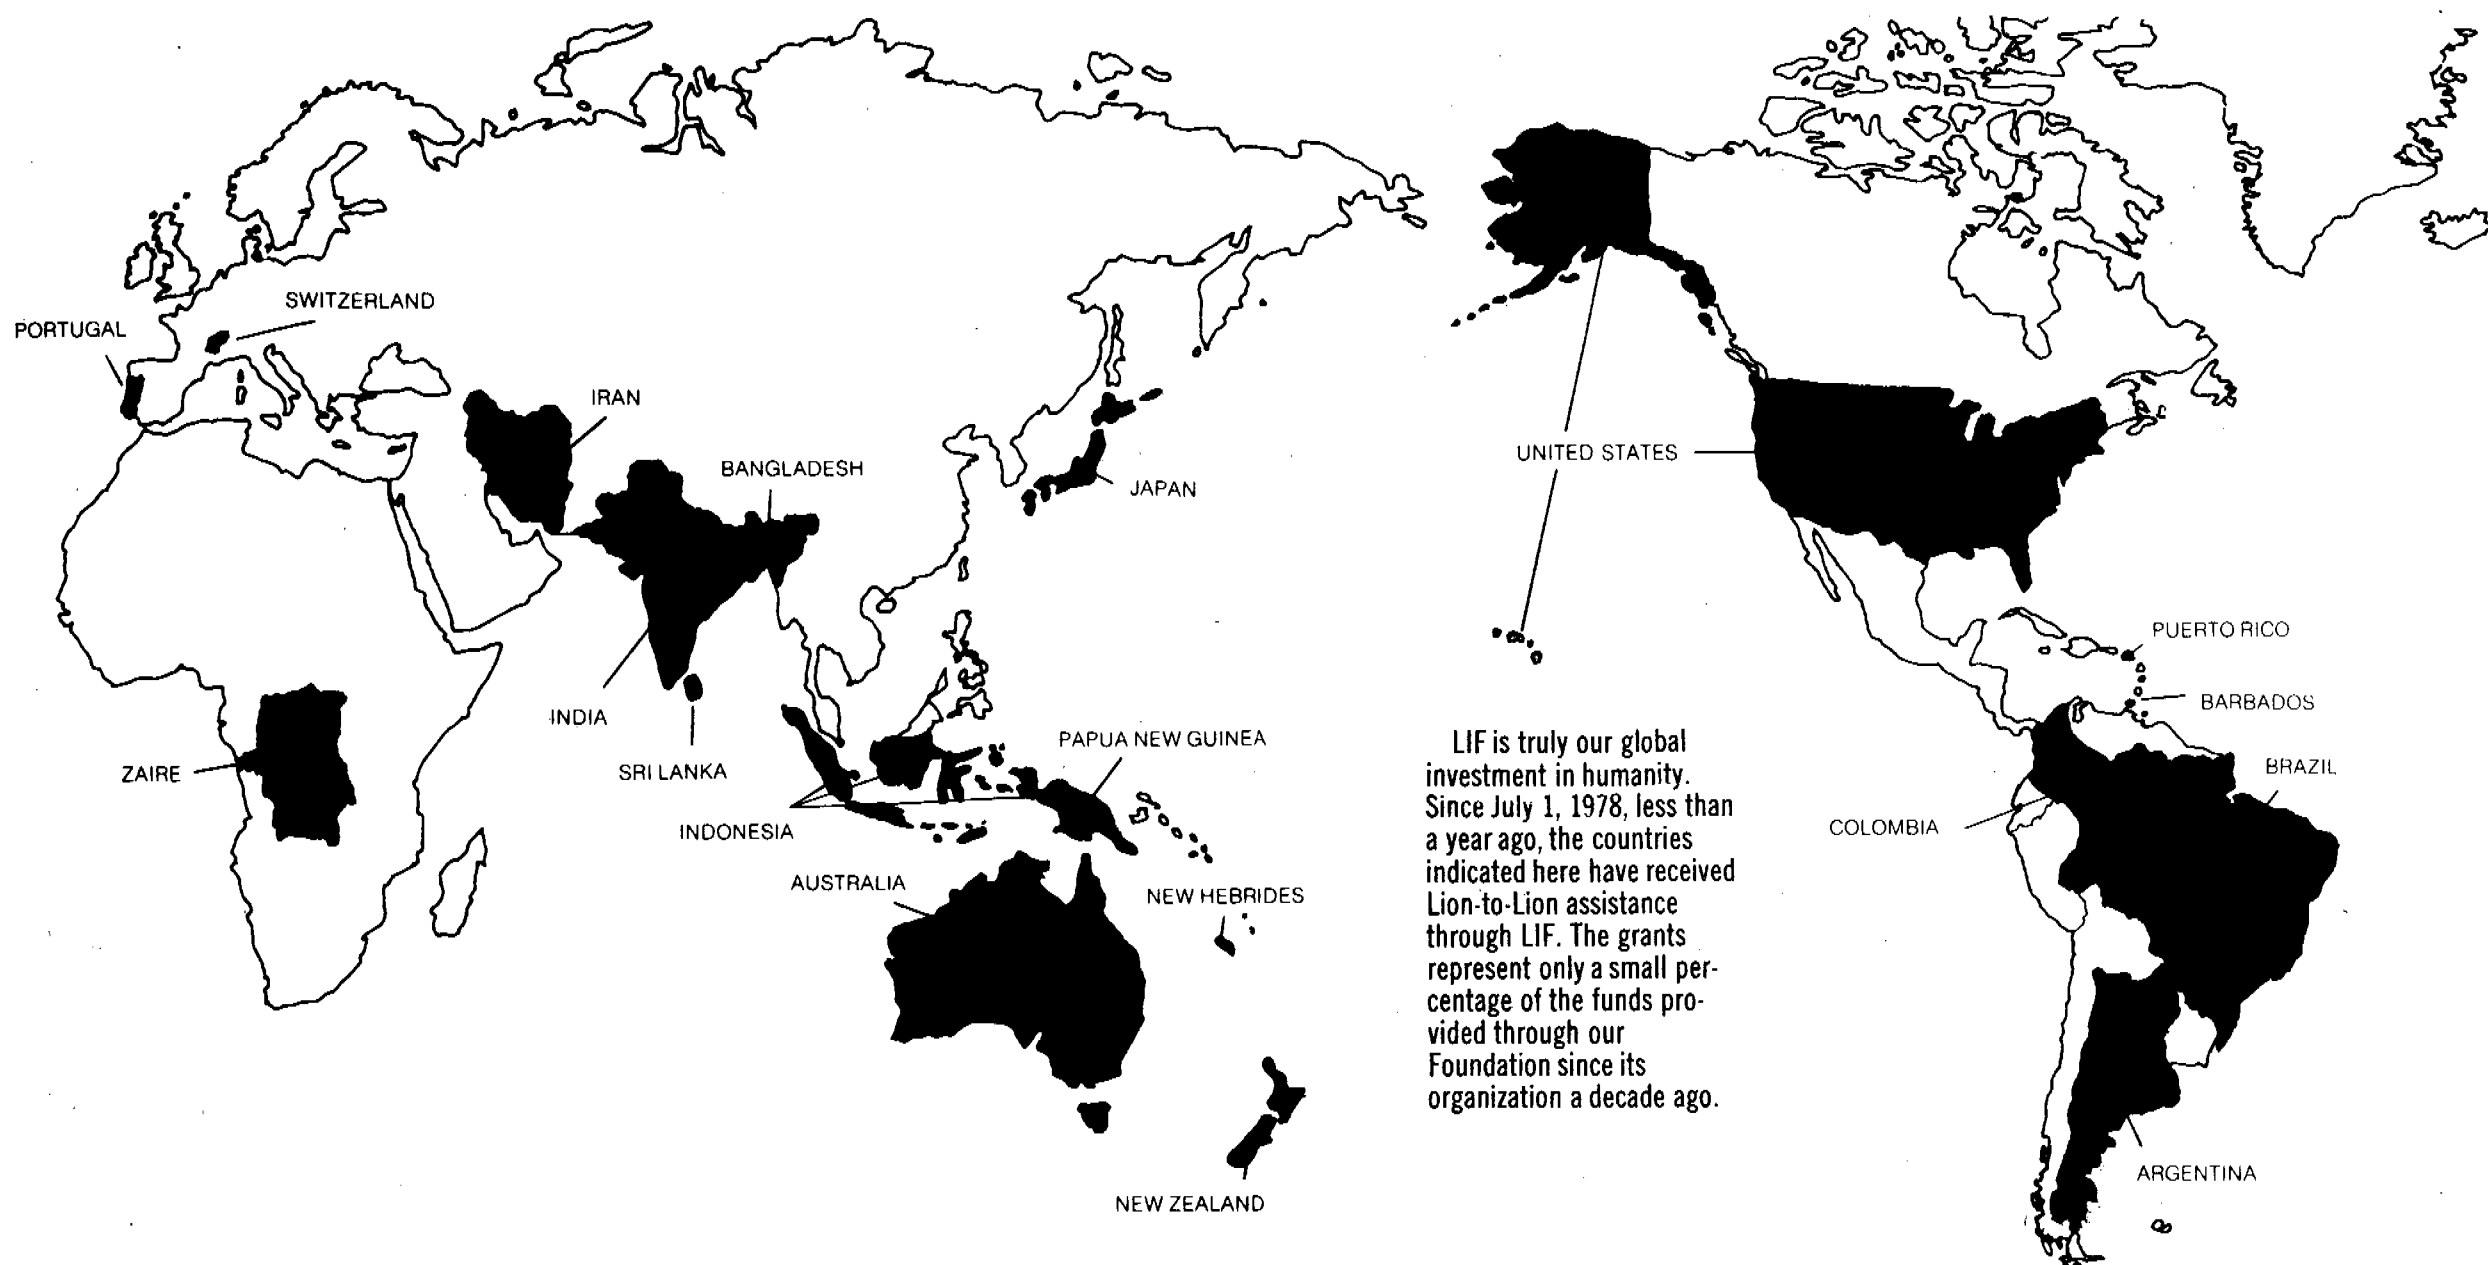 SWITZERLAND
PORTUGAL
IRAN
BANGLADESH
JAPAN
UNITED STATES
PUERTO RICO
BARBADOS
INDIA
SRI LANKA
ZAIRE
PAPUA NEW GUINEA
INDONESIA
BRAZIL
COLOMBIA
AUSTRALIA
NEW HEBRIDES
ARGENTINA
NEW ZEALAND
LIF is truly our global
investment in humanity.
Since July 1, 1978, less than
a year ago, the countries
indicated here have received
Lion-to-Lion assistance
through LIF. The grants
represent only a small per-
centage of the funds pro-
vided through our
Foundation since its
organization a decade ago.